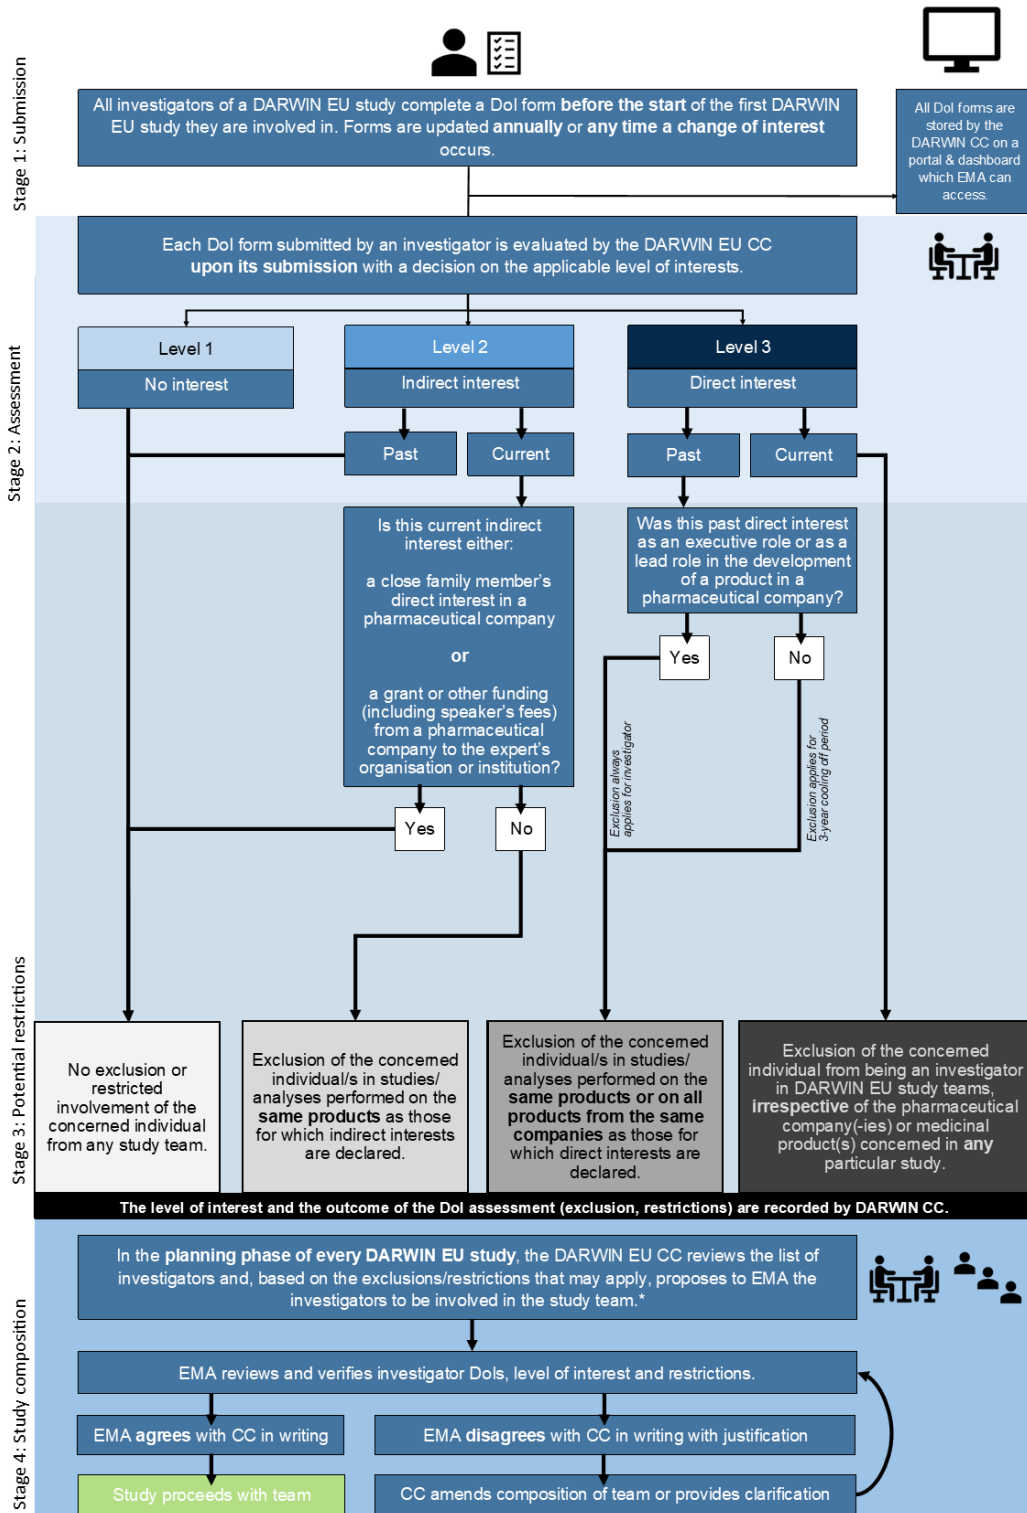 Stage 1: Submission
All investigators of a DARWIN EU study complete a DoI form before the start of the first DARWIN
EU study they are involved in. Forms are updated annually or any time a change of interest
occurs.
All DoI forms are
stored by the
DARWIN CC on a
portal & dashboard
which EMA can
access.
Stage 2: Assessment
Each DoI form submitted by an investigator is evaluated by the DARWIN EU CC
upon its submission with a decision on the applicable level of interests.
Level 1
No interest
Level 2
Indirect interest
Level 3
Direct interest
Past
Current
Past
Current
Stage 3: Potential restrictions
Is this current indirect
interest either:
a close family member's
direct interest in a
pharmaceutical company
or
a grant or other funding
(including speaker's fees)
from a pharmaceutical
company to the expert's
organisation or institution?
Yes
No
Was this past direct interest
as an executive role or as a
lead role in the development
of a product in a
pharmaceutical company?
Yes
No
Exclusion always
applies for investigator
Exclusion applies for
3-year cooling off period
No exclusion or
restricted
involvement of the
concerned individual
from any study team.
Exclusion of the concerned
individual/s in studies/
analyses performed on the
same products as those
for which indirect interests
are declared.
Exclusion of the concerned
individual/s in studies/
analyses performed on the
same products or on all
products from the same
companies as those for
which direct interests are
declared.
Exclusion of the concerned
individual from being an investigator
in DARWIN EU study teams,
irrespective of the pharmaceutical
company(-ies) or medicinal
product(s) concerned in any
particular study.
The level of interest and the outcome of the DoI assessment (exclusion, restrictions) are recorded by DARWIN CC.
Stage 4: Study composition
In the planning phase of every DARWIN EU study, the DARWIN EU CC reviews the list of
investigators and, based on the exclusions/restrictions that may apply, proposes to EMA the
investigators to be involved in the study team.*
EMA reviews and verifies investigator DoIs, level of interest and restrictions.
EMA agrees with CC in writing
EMA disagrees with CC in writing with justification
Study proceeds with team
CC amends composition of team or provides clarification